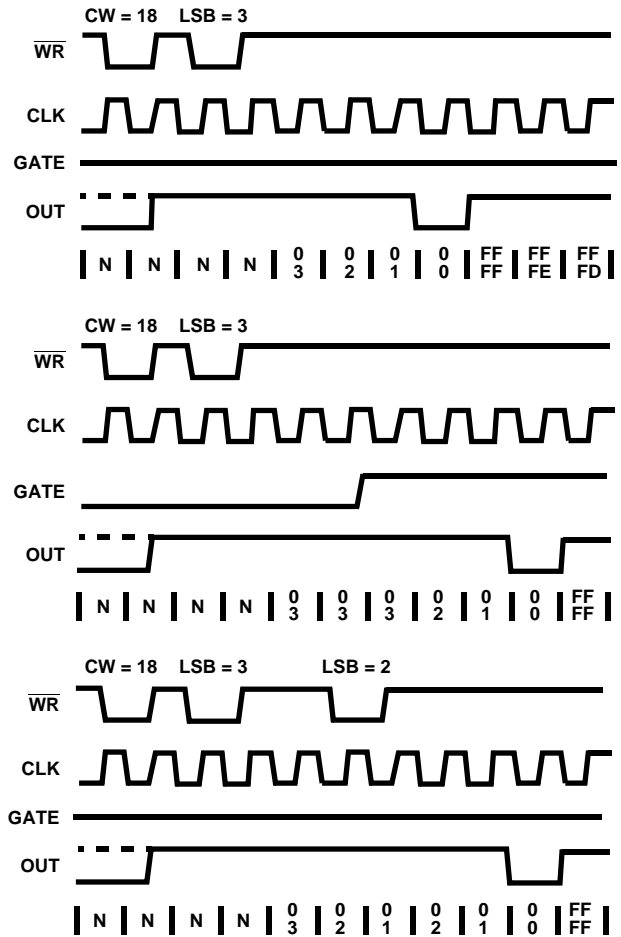 CW = 18 LSB = 3
WR
CLK
GATE
OUT
N N N N 0 0 0 0 FF FF FF
3 2 1 0 FF FE FD
CW = 18 LSB = 3
WR
CLK
GATE
OUT
N N N N 0 0 0 0 0 0 FF
3 3 3 2 1 0 FF
CW = 18 LSB = 3 LSB = 2
WR
CLK
GATE
OUT
N N N N 0 0 0 0 0 0 FF
3 2 1 2 1 0 FF